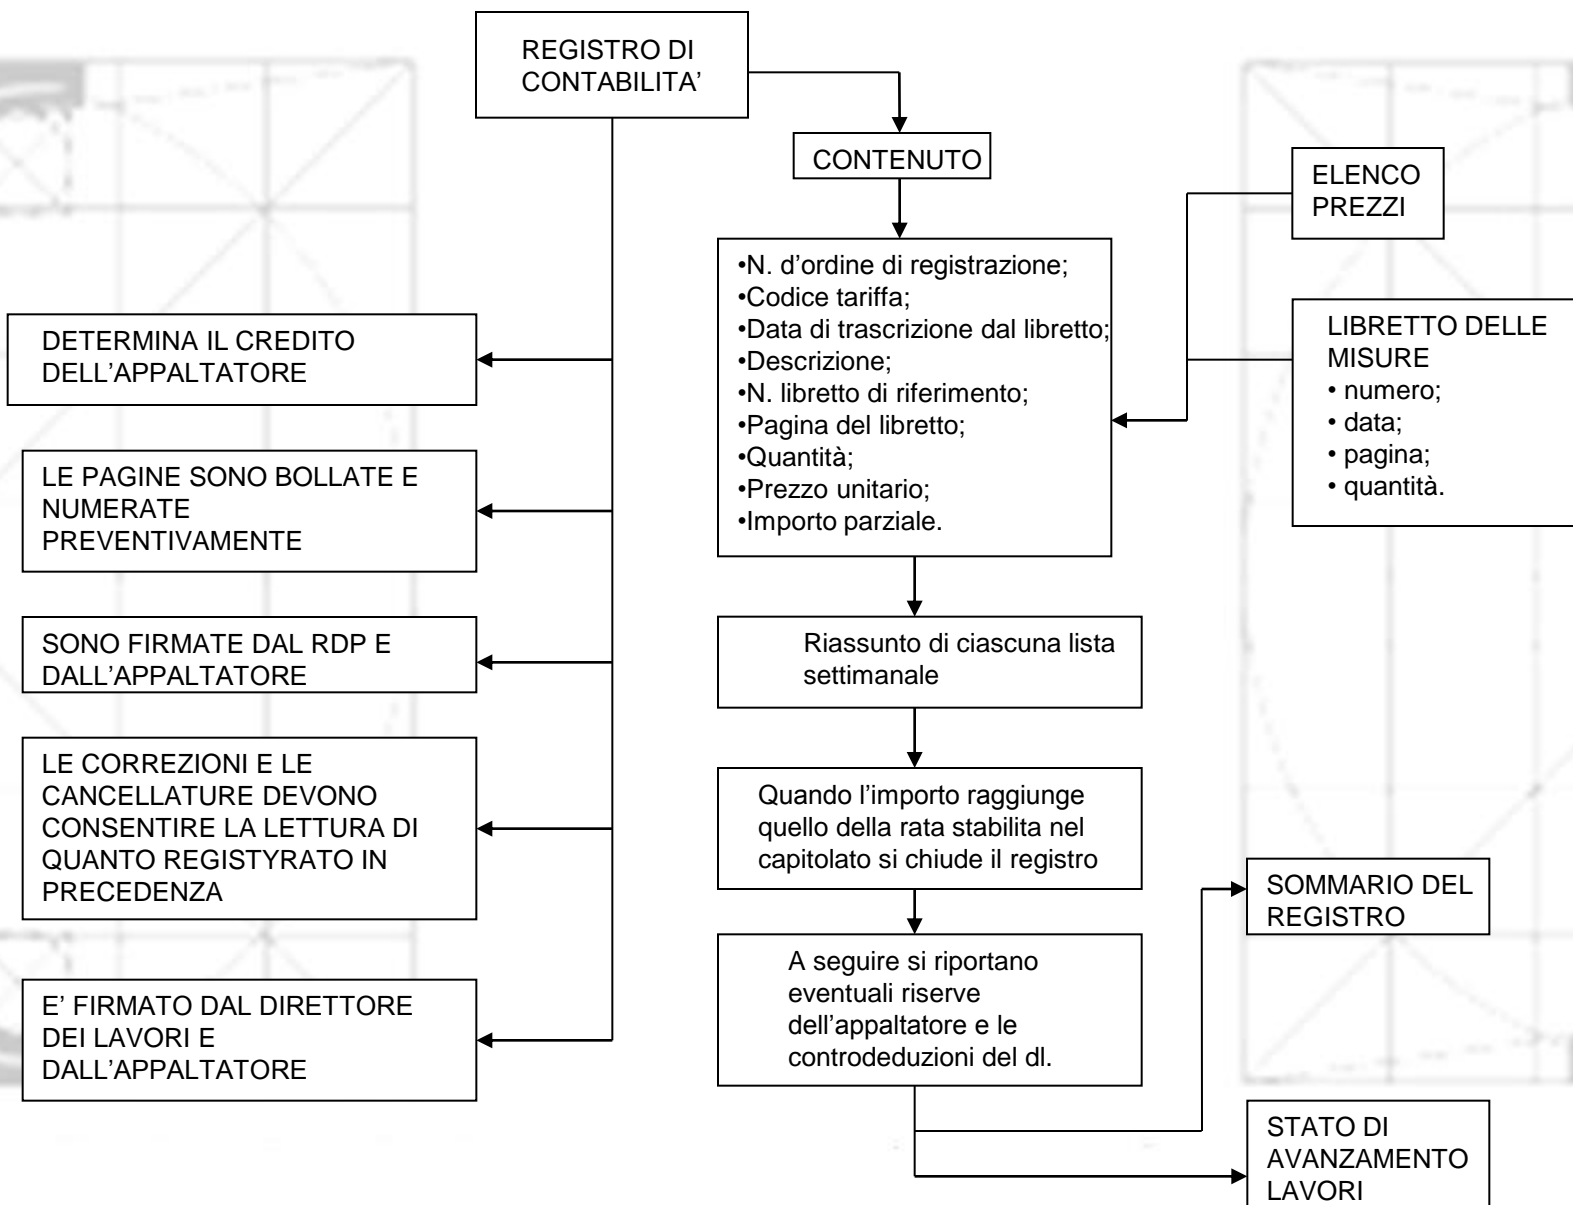 REGISTRO DI
CONTABILITA’
CONTENUTO
ELENCO
PREZZI
•N. d’ordine di registrazione;
•Codice tariffa;
•Data di trascrizione dal libretto;
•Descrizione;
•N. libretto di riferimento;
•Pagina del libretto;
•Quantità;
•Prezzo unitario;
•Importo parziale.
LIBRETTO DELLE
MISURE
• numero;
• data;
• pagina;
• quantità.
DETERMINA IL CREDITO
DELL’APPALTATORE
LE PAGINE SONO BOLLATE E
NUMERATE
PREVENTIVAMENTE
SONO FIRMATE DAL RDP E
DALL’APPALTATORE
LE CORREZIONI E LE
CANCELLATURE DEVONO
CONSENTIRE LA LETTURA DI
QUANTO REGISTYRATO IN
PRECEDENZA
E’ FIRMATO DAL DIRETTORE
DEI LAVORI E
DALL’APPALTATORE
Riassunto di ciascuna lista
settimanale
Quando l’importo raggiunge
quello della rata stabilita nel
capitolato si chiude il registro
A seguire si riportano
eventuali riserve
dell’appaltatore e le
controdeduzioni del dl.
SOMMARIO DEL
REGISTRO
STATO DI
AVANZAMENTO
LAVORI